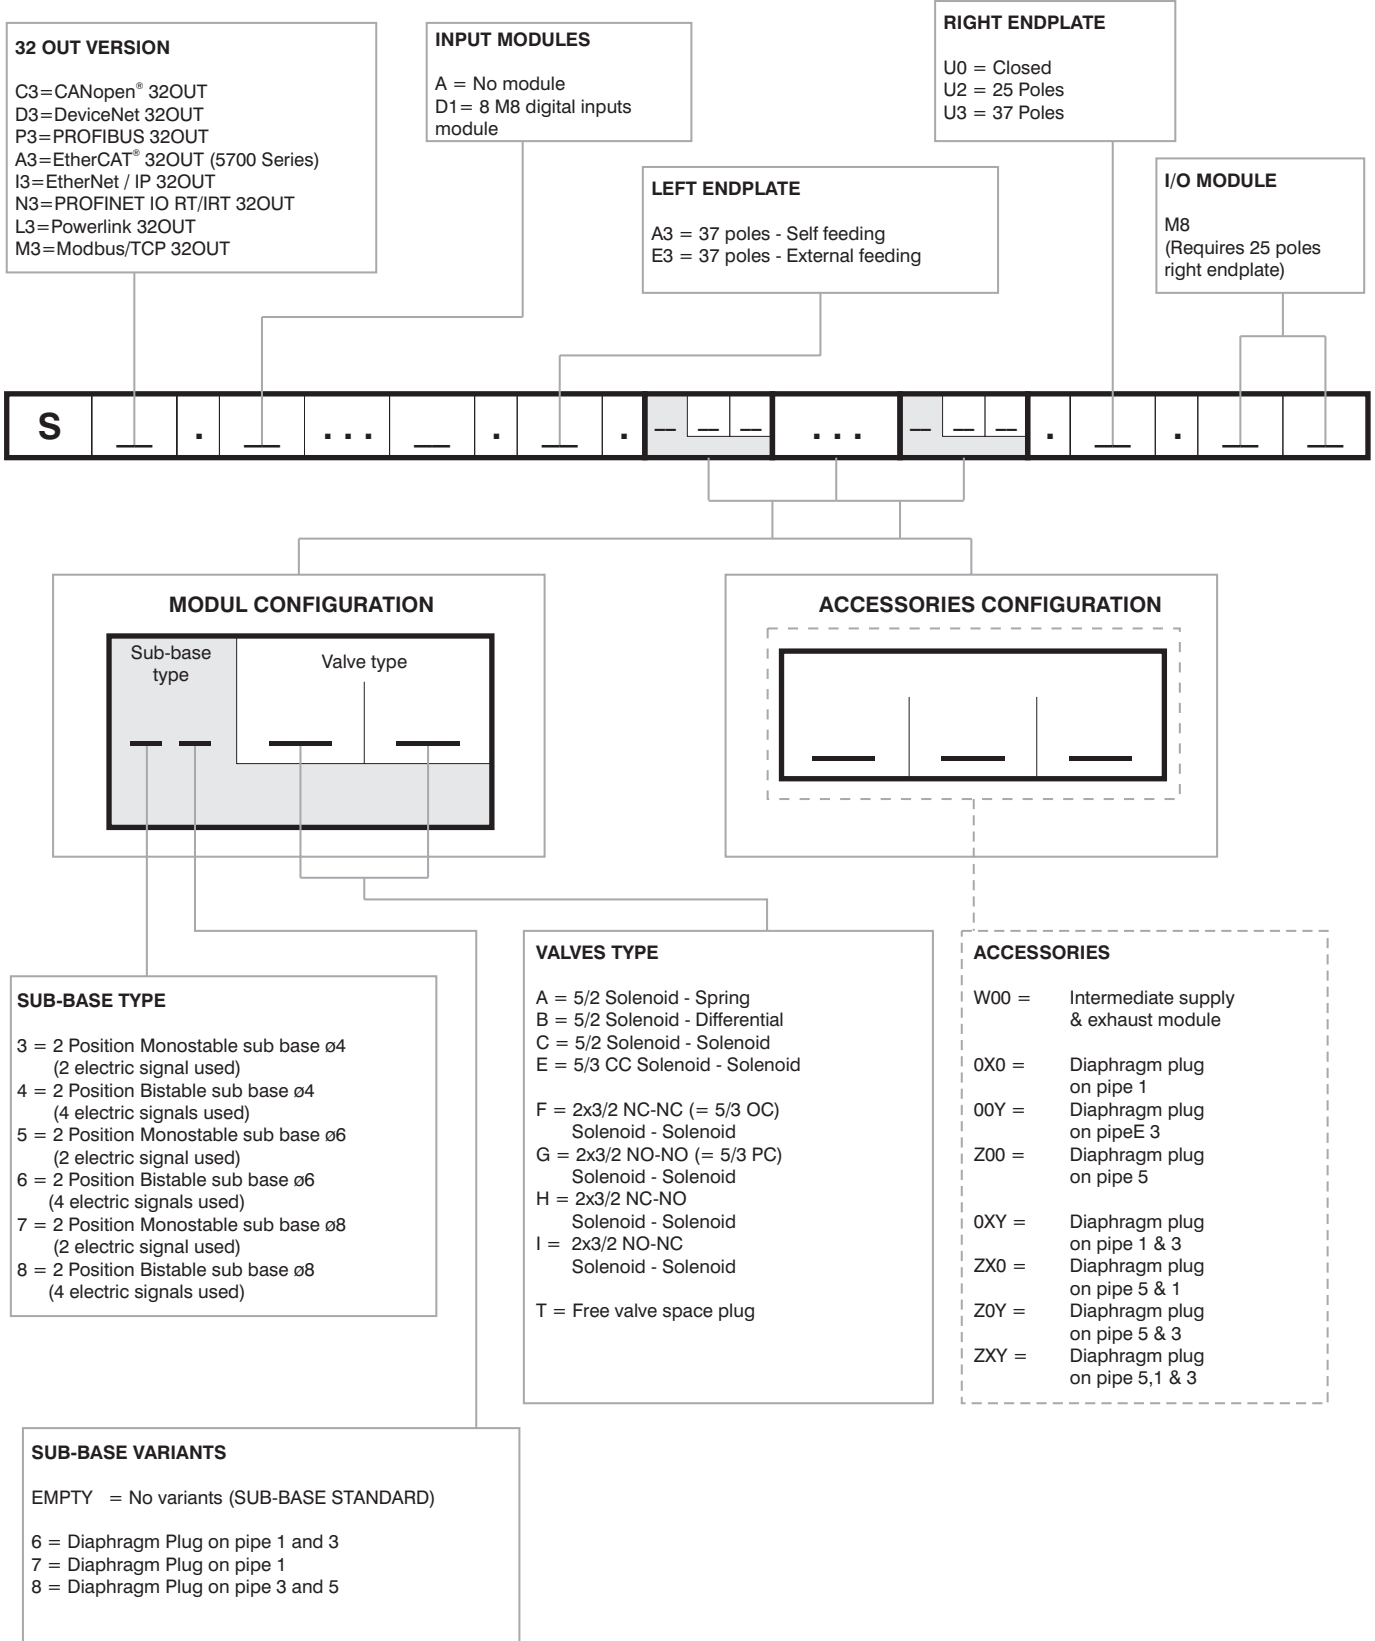 32 OUT VERSION
C3=CANopen® 32OUT
D3=DeviceNet 32OUT
P3=PROFIBUS 32OUT
A3=EtherCAT® 32OUT (5700 Series)
I3=EtherNet / IP 32OUT
N3=PROFINET IO RT/IRT 32OUT
L3=Powerlink 32OUT
M3=Modbus/TCP 32OUT
INPUT MODULES
A = No module
D1= 8 M8 digital inputs
module
LEFT ENDPLATE
A3 = 37 poles - Self feeding
E3 = 37 poles - External feeding
RIGHT ENDPLATE
U0 = Closed
U2 = 25 Poles
U3 = 37 Poles
I/O MODULE
M8
(Requires 25 poles
right endplate)
S __ . __ ... __ . __ . __ __ __ ... __ __ __ . __ . __ __
MODUL CONFIGURATION
Sub-base
type
Valve type
ACCESSORIES CONFIGURATION
SUB-BASE TYPE
3 = 2 Position Monostable sub base ø4
(2 electric signal used)
4 = 2 Position Bistable sub base ø4
(4 electric signals used)
5 = 2 Position Monostable sub base ø6
(2 electric signal used)
6 = 2 Position Bistable sub base ø6
(4 electric signals used)
7 = 2 Position Monostable sub base ø8
(2 electric signal used)
8 = 2 Position Bistable sub base ø8
(4 electric signals used)
VALVES TYPE
A = 5/2 Solenoid - Spring
B = 5/2 Solenoid - Differential
C = 5/2 Solenoid - Solenoid
E = 5/3 CC Solenoid - Solenoid
F = 2x3/2 NC-NC (= 5/3 OC)
Solenoid - Solenoid
G = 2x3/2 NO-NO (= 5/3 PC)
Solenoid - Solenoid
H = 2x3/2 NC-NO
Solenoid - Solenoid
I = 2x3/2 NO-NC
Solenoid - Solenoid
T = Free valve space plug
ACCESSORIES
W00 = Intermediate supply
& exhaust module
0X0 = Diaphragm plug
on pipe 1
00Y = Diaphragm plug
on pipeE 3
Z00 = Diaphragm plug
on pipe 5
0XY = Diaphragm plug
on pipe 1 & 3
ZX0 = Diaphragm plug
on pipe 5 & 1
Z0Y = Diaphragm plug
on pipe 5 & 3
ZXY = Diaphragm plug
on pipe 5,1 & 3
SUB-BASE VARIANTS
EMPTY = No variants (SUB-BASE STANDARD)
6 = Diaphragm Plug on pipe 1 and 3
7 = Diaphragm Plug on pipe 1
8 = Diaphragm Plug on pipe 3 and 5